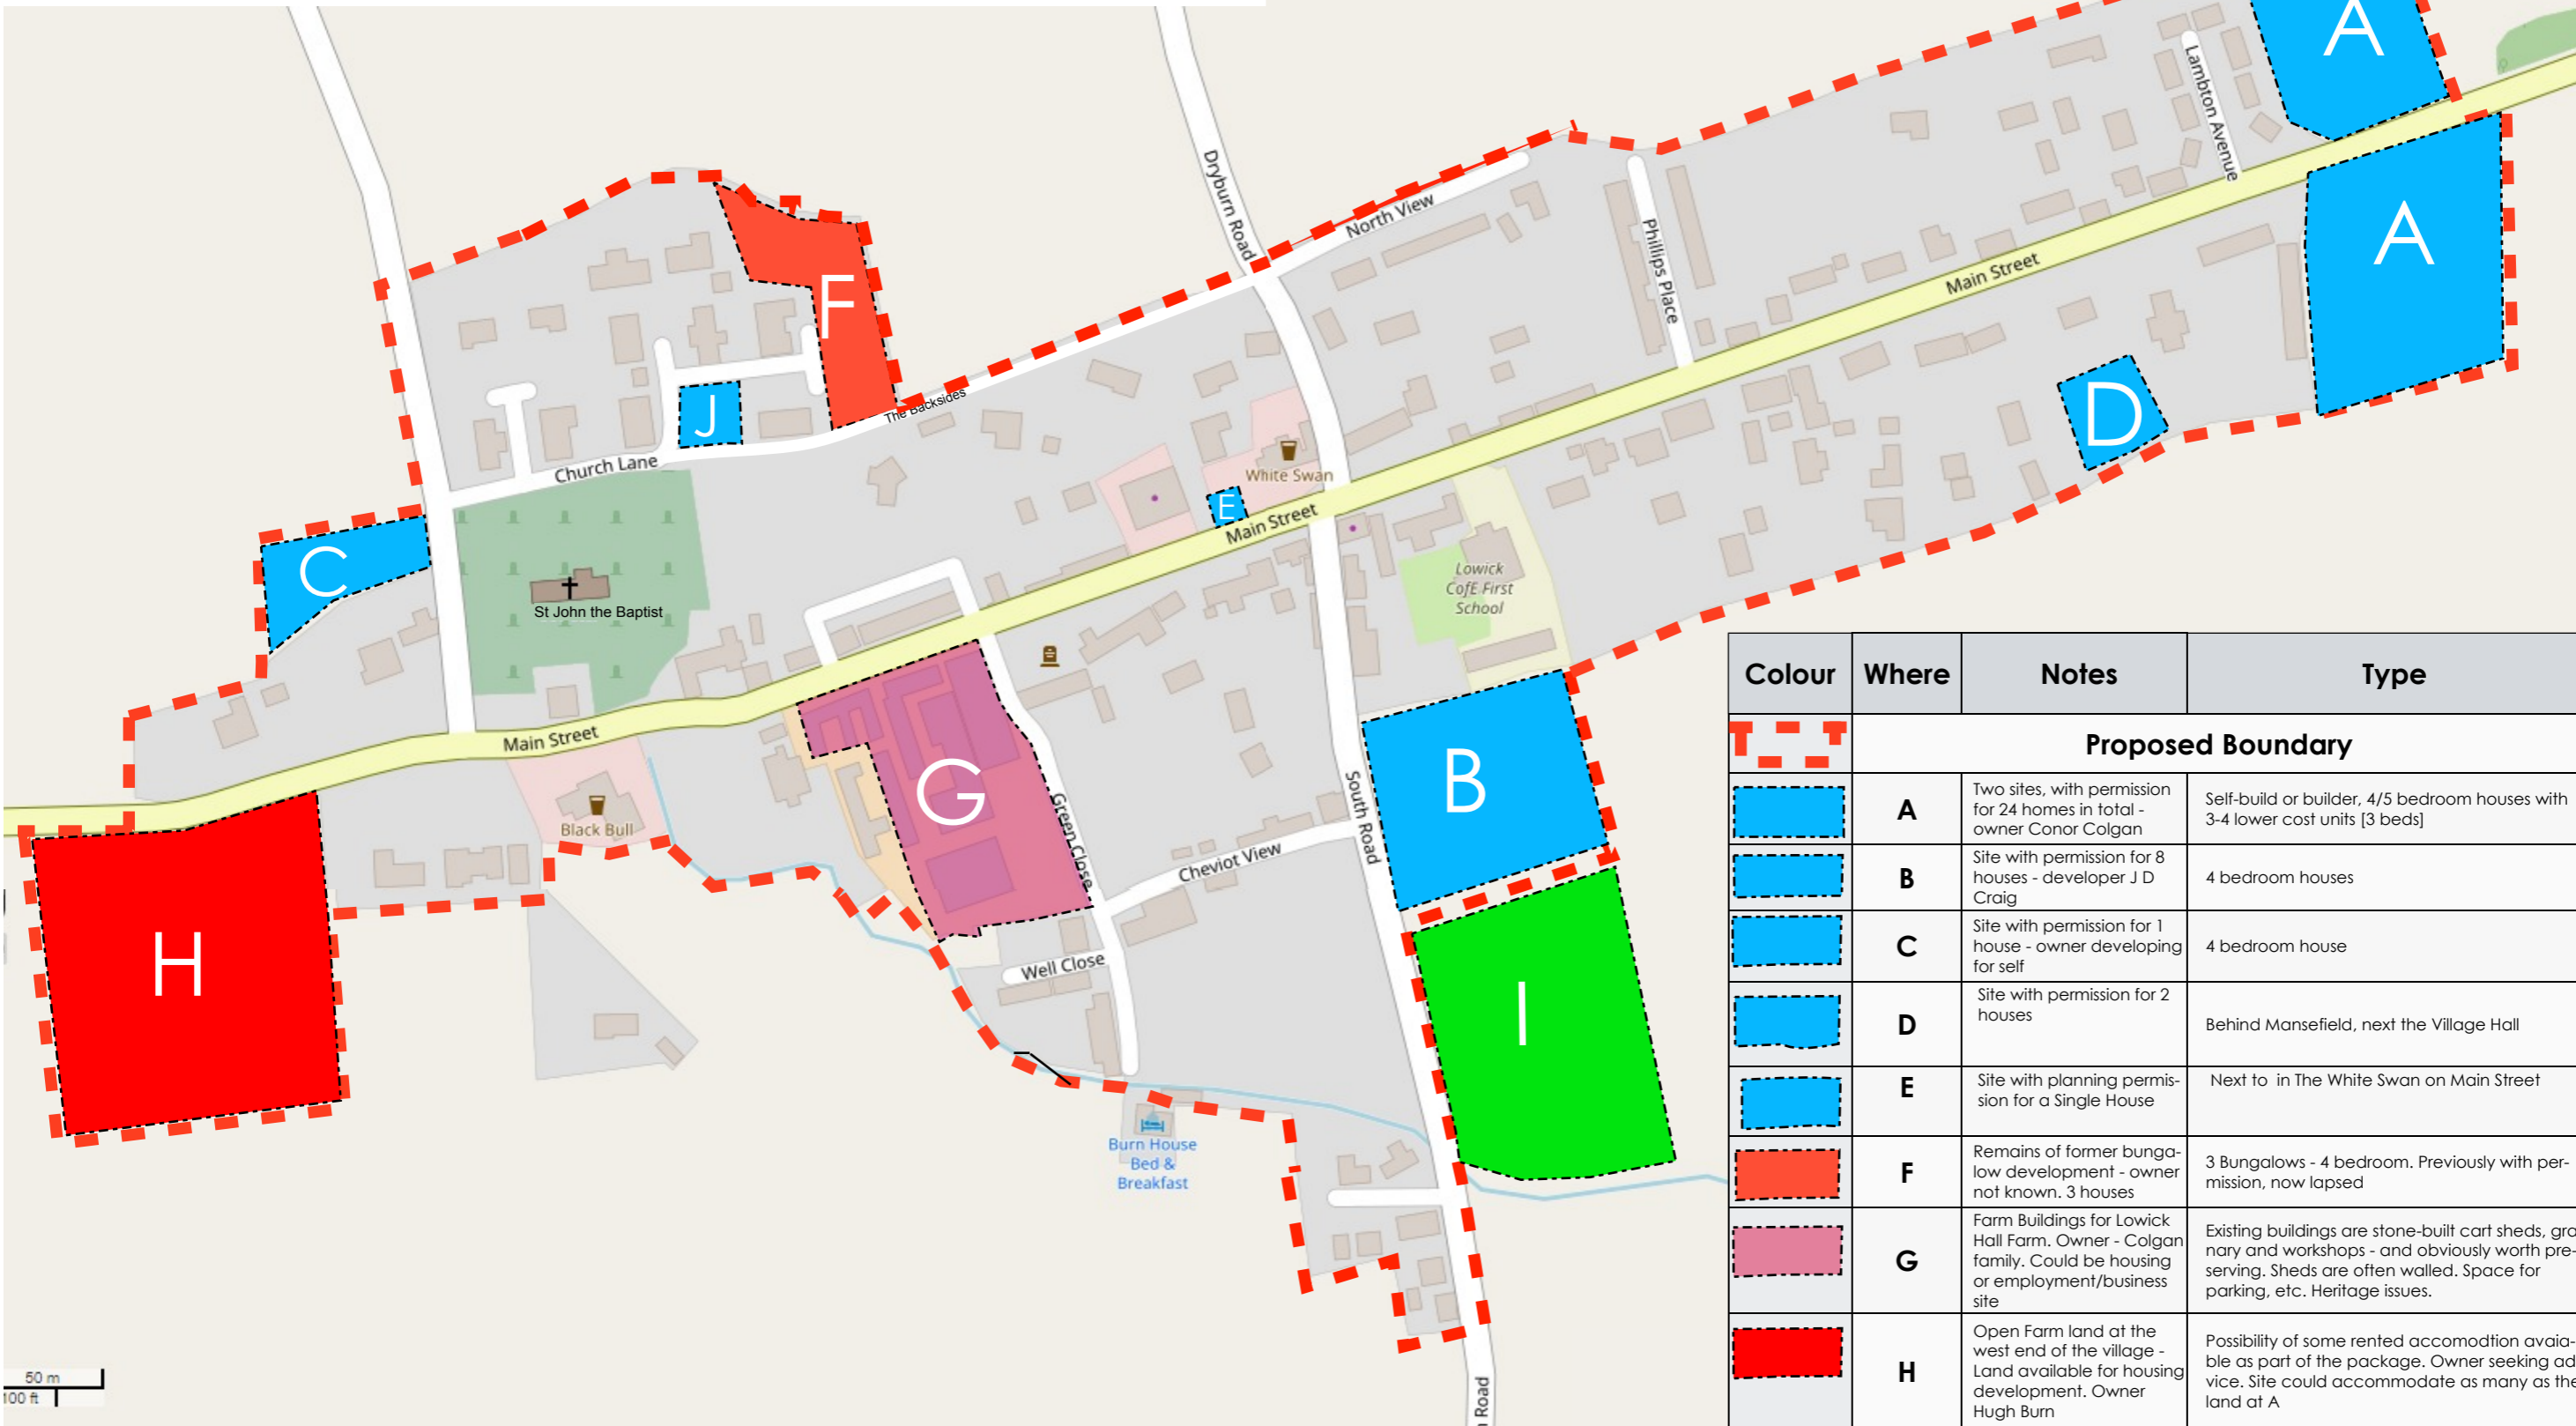 A
Lambton Avenue
Dryburn Road
North View
Phillips Place
Main Street
A
F
J
D
The Backsides
Church Lane
White Swan
E
Main Street
C
St John the Baptist
Lowick
CofE First
School
Main Street
G
B
Black Bull
Green Close
South Road
Cheviot View
H
Well Close
I
Burn House
Bed &
Breakfast
50 m
100 ft
Road
Colour Where Notes Type
Proposed Boundary
A
Two sites, with permission
for 24 homes in total -
owner Conor Colgan
Self-build or builder, 4/5 bedroom houses with
3-4 lower cost units [3 beds]
B
Site with permission for 8
houses - developer J D
Craig
4 bedroom houses
C
Site with permission for 1
house - owner developing
for self
4 bedroom house
D
Site with permission for 2
houses
Behind Mansefield, next the Village Hall
E
Site with planning permis-
sion for a Single House
Next to in The White Swan on Main Street
F
Remains of former bunga-
low development - owner
not known. 3 houses
3 Bungalows - 4 bedroom. Previously with per-
mission, now lapsed
G
Farm Buildings for Lowick
Hall Farm. Owner - Colgan
family. Could be housing
or employment/business
site
Existing buildings are stone-built cart sheds, gra
nary and workshops - and obviously worth pre-
serving. Sheds are often walled. Space for
parking, etc. Heritage issues.
H
Open Farm land at the
west end of the village -
Land available for housing
development. Owner
Hugh Burn
Possibility of some rented accomodtion avaia-
ble as part of the package. Owner seeking ad
vice. Site could accommodate as many as the
land at A